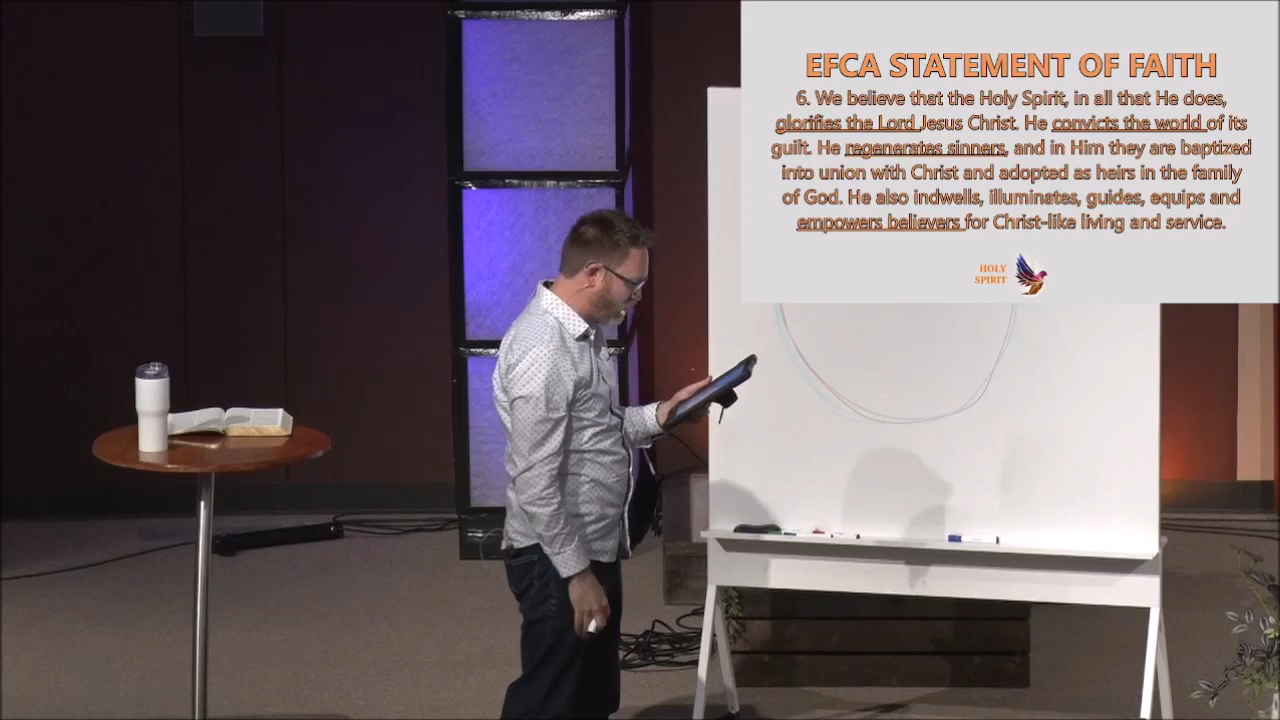 EFCA STATEMENT OF FAITH
6. We believe that the Holy Spirit, in all that He does,
glorifies the Lord Jesus Christ. He convicts the world of its
guilt. He regenerates sinners, and in Him they are baptized
into union with Christ and adopted as heirs in the family
of God. He also indwells, illuminates, guides, equips and
empowers believers for Christ-like living and service.
HOLY
SPIRIT